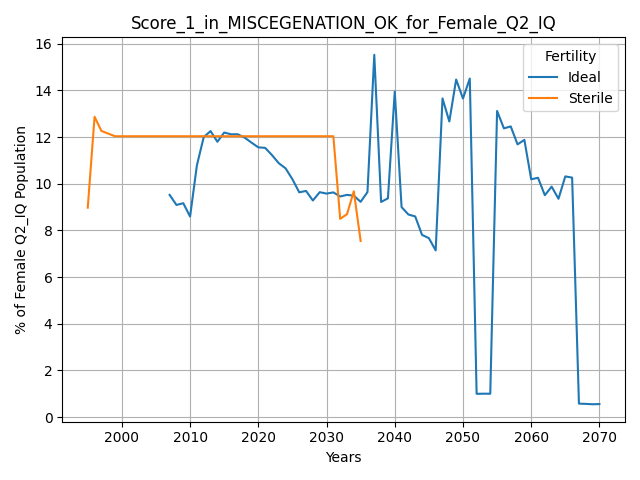 Score_1_in_MISCEGENATION_OK_for_Female_Q2_IQ
16
14
12
10
8
6
4
2
0
% of Female Q2_IQ Population
Fertility
Ideal
Sterile
2000 2010 2020 2030 2040 2050 2060 2070
Years